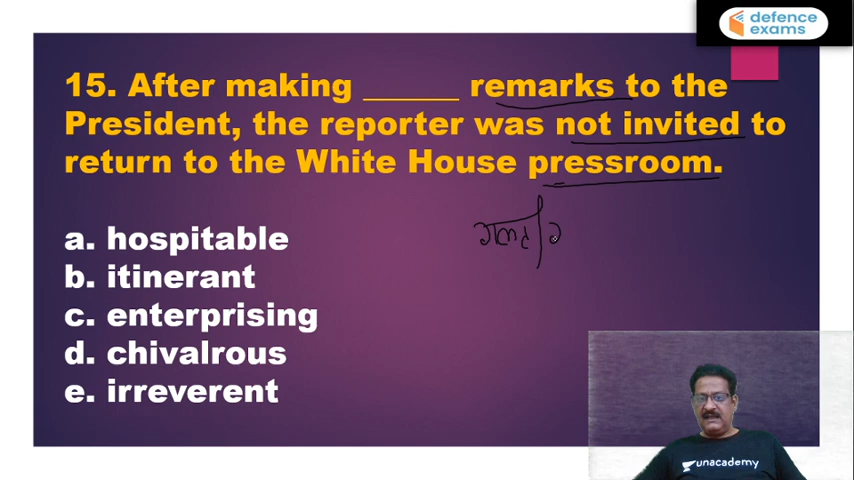 defence
exams
15. After making ______ remarks to the
President, the reporter was not invited to
return to the White House pressroom.
a. hospitable
b. itinerant
c. enterprising
d. chivalrous
e. irreverent
unacademy